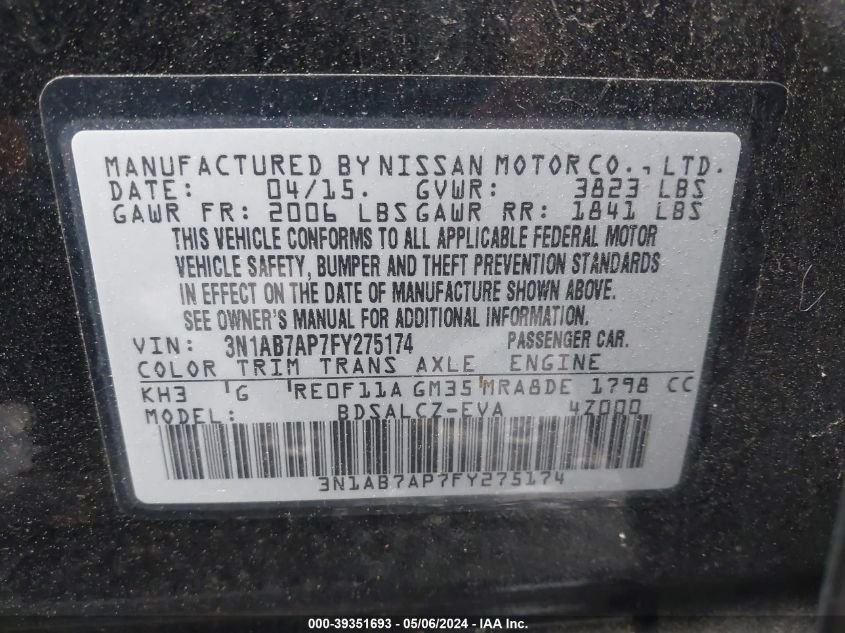 MANUFACTURED BY NISSAN MOTOR CO., LTD.
DATE: 04/15. GVWR: 3823 LBS
GAWR FR: 2006 LBS GAWR RR: 1841 LBS
THIS VEHICLE CONFORMS TO ALL APPLICABLE FEDERAL MOTOR
VEHICLE SAFETY, BUMPER AND THEFT PREVENTION STANDARDS
IN EFFECT ON THE DATE OF MANUFACTURE SHOWN ABOVE.
SEE OWNER'S MANUAL FOR ADDITIONAL INFORMATION.
VIN: 3N1AB7AP7FY275174 PASSENGER CAR.
COLOR TRIM TRANS AXLE ENGINE
KH3 G RE0F11A GM35 MRA8DE 1798 CC
MODEL: BDSALCZ-EVA 4Z000
3N1AB7AP7FY275174
000-39351693 - 05/06/2024 - IAA Inc.